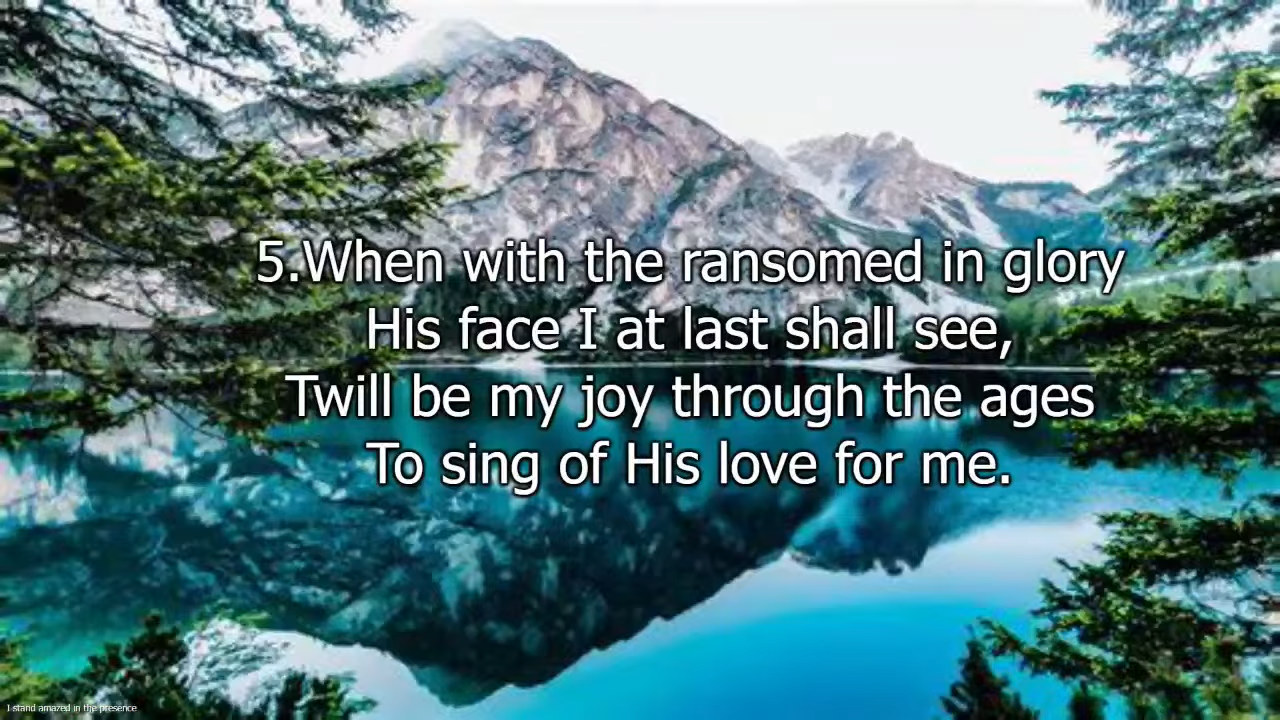 5.When with the ransomed in glory
His face I at last shall see,
Twill be my joy through the ages
To sing of His love for me.
I stand amazed in the presence